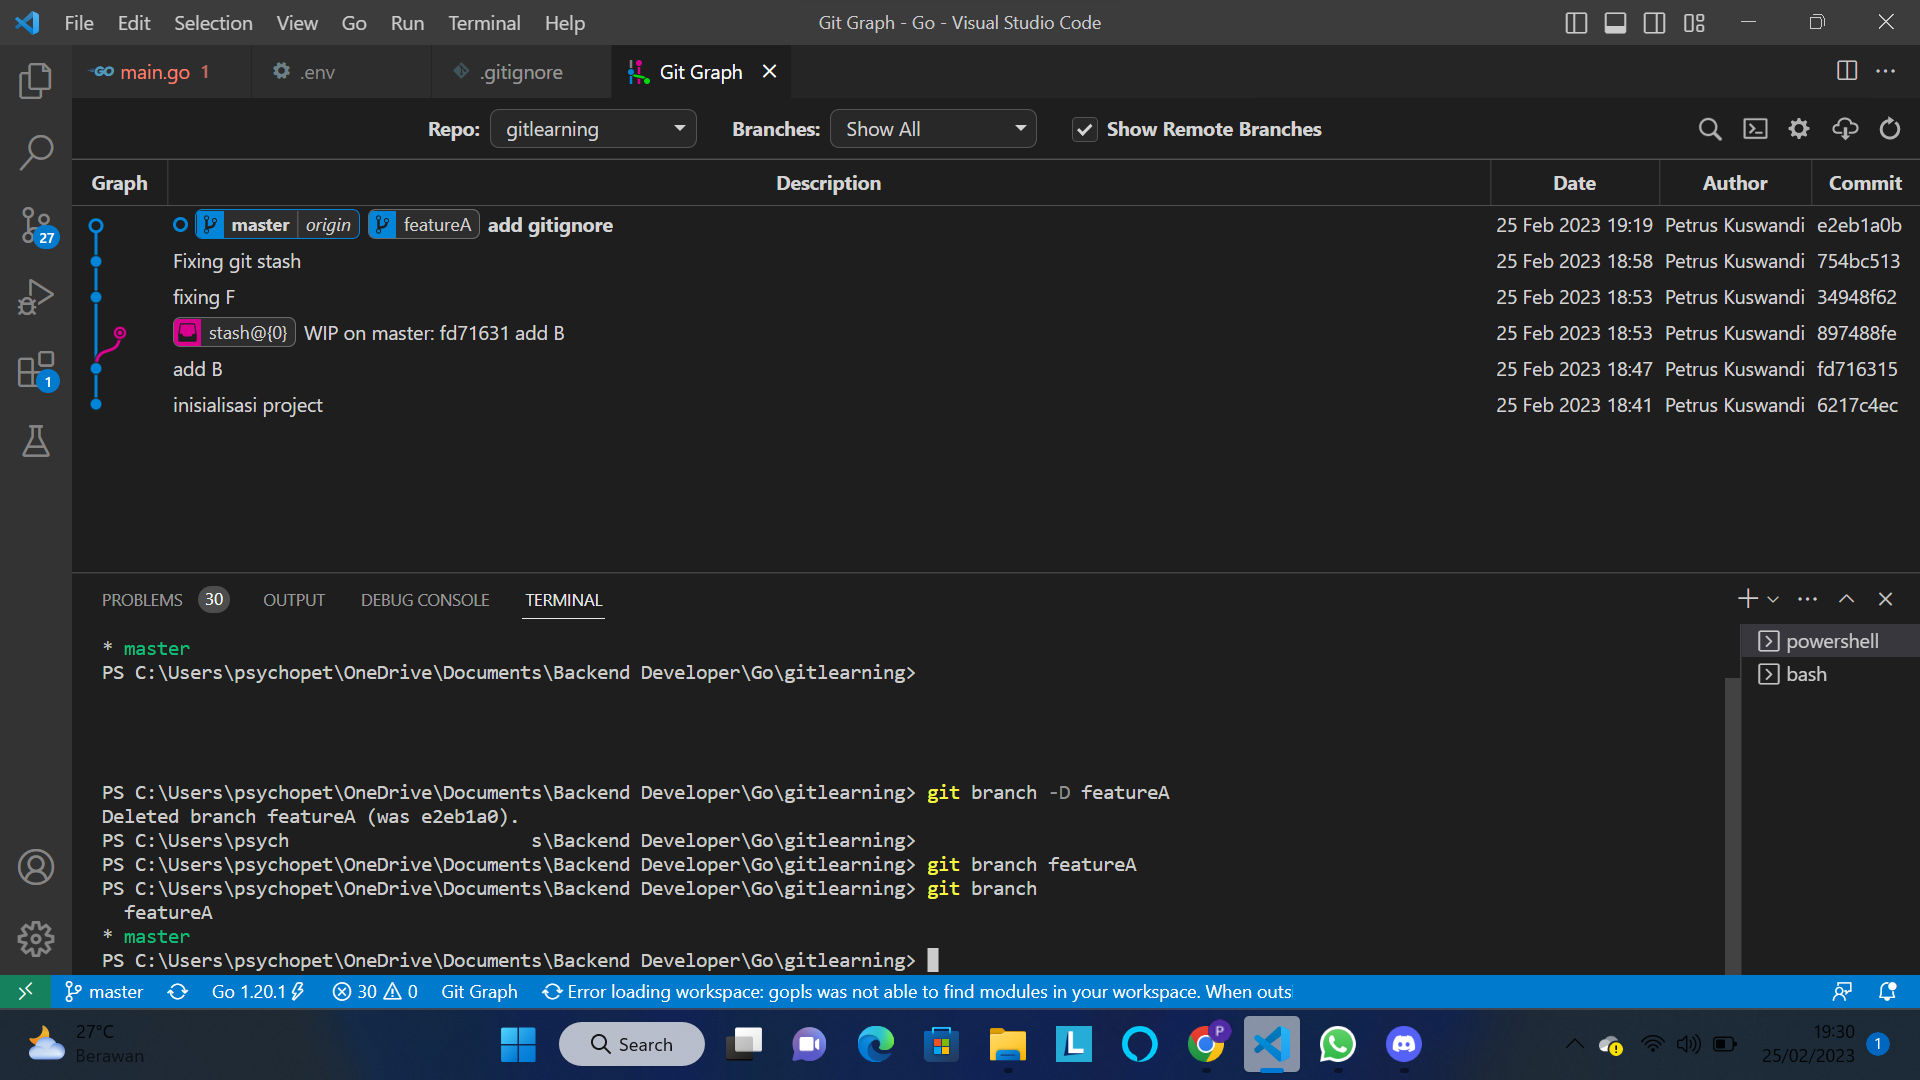 File Edit Selection View Go Run Terminal Help
Git Graph - Go - Visual Studio Code
GO main.go 1
.env
.gitignore
Git Graph
Repo: gitlearning
Branches: Show All
Show Remote Branches
Graph Description Date Author Commit
master origin featureA add gitignore 25 Feb 2023 19:19 Petrus Kuswandi e2eb1a0b
Fixing git stash 25 Feb 2023 18:58 Petrus Kuswandi 754bc513
fixing F 25 Feb 2023 18:53 Petrus Kuswandi 34948f62
stash@{0} WIP on master: fd71631 add B 25 Feb 2023 18:53 Petrus Kuswandi 897488fe
add B 25 Feb 2023 18:47 Petrus Kuswandi fd716315
inisialisasi project 25 Feb 2023 18:41 Petrus Kuswandi 6217c4ec
27
1
PROBLEMS 30 OUTPUT DEBUG CONSOLE TERMINAL
powershell
bash
* master
PS C:\Users\psychopet\OneDrive\Documents\Backend Developer\Go\gitlearning>
PS C:\Users\psychopet\OneDrive\Documents\Backend Developer\Go\gitlearning> git branch -D featureA
Deleted branch featureA (was e2eb1a0).
PS C:\Users\psych s\Backend Developer\Go\gitlearning>
PS C:\Users\psychopet\OneDrive\Documents\Backend Developer\Go\gitlearning> git branch featureA
PS C:\Users\psychopet\OneDrive\Documents\Backend Developer\Go\gitlearning> git branch
featureA
* master
PS C:\Users\psychopet\OneDrive\Documents\Backend Developer\Go\gitlearning>
master Go 1.20.1 30 0 Git Graph Error loading workspace: gopls was not able to find modules in your workspace. When outs
27°C
Berawan
Search
L
P
19:30
25/02/2023
1